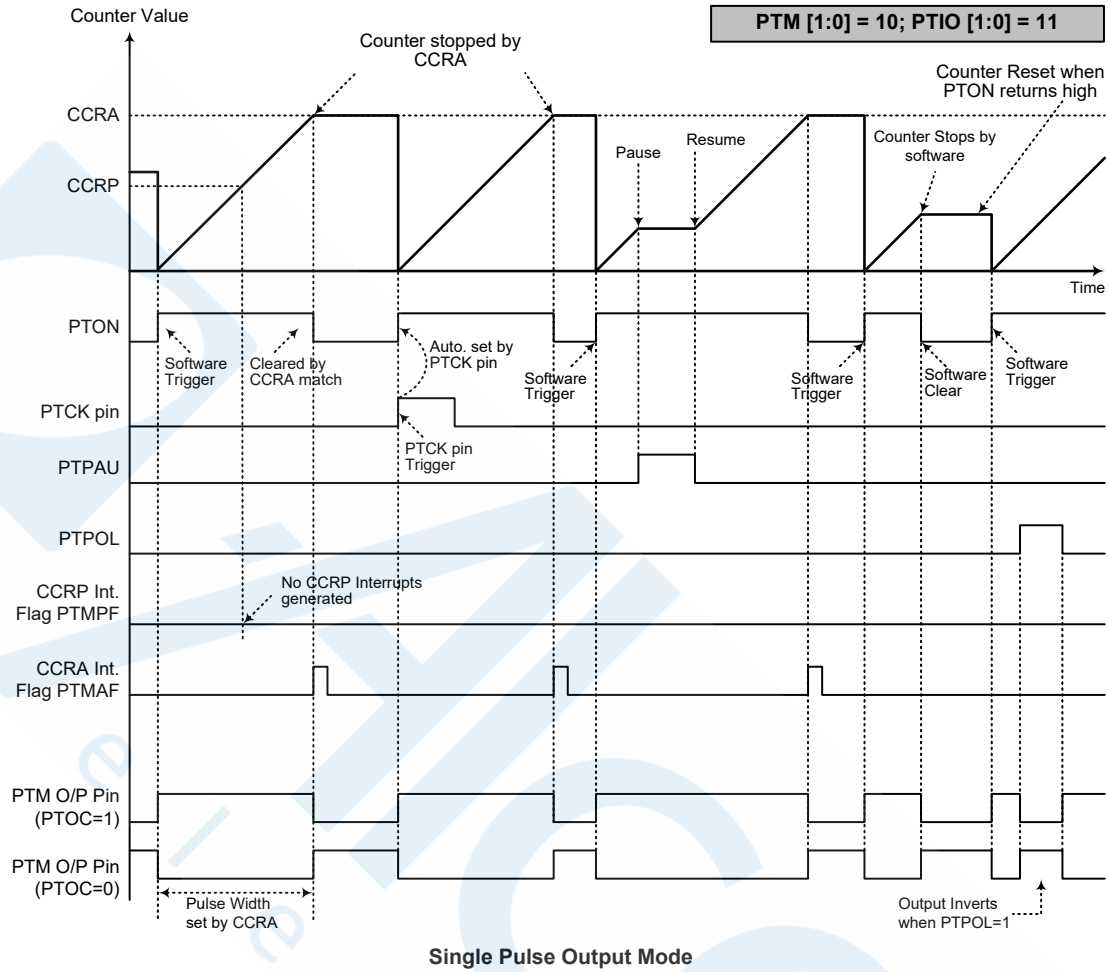 Counter Value
PTM [1:0] = 10; PTIO [1:0] = 11
Counter stopped by
CCRA
Counter Reset when
PTON returns high
CCRA
Pause
Resume
Counter Stops by
software
CCRP
Time
PTON
Software
Trigger
Cleared by
CCRA match
Auto. set by
PTCK pin
Software
Trigger
Software
Trigger
Software
Clear
Software
Trigger
PTCK pin
PTCK pin
Trigger
PTPAU
PTPOL
No CCRP Interrupts
generated
CCRP Int.
Flag PTMPF
CCRA Int.
Flag PTMAF
PTM O/P Pin
(PTOC=1)
PTM O/P Pin
(PTOC=0)
Pulse Width
set by CCRA
Output Inverts
when PTPOL=1
Single Pulse Output Mode